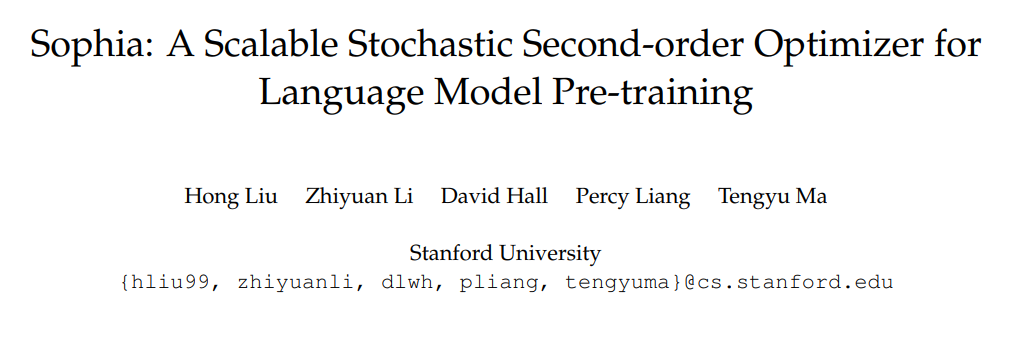 Sophia: A Scalable Stochastic Second-order Optimizer for
Language Model Pre-training
Hong Liu Zhiyuan Li David Hall Percy Liang Tengyu Ma
Stanford University
{hliu99, zhiyuanli, dlwh, pliang, tengyuma}@cs.stanford.edu